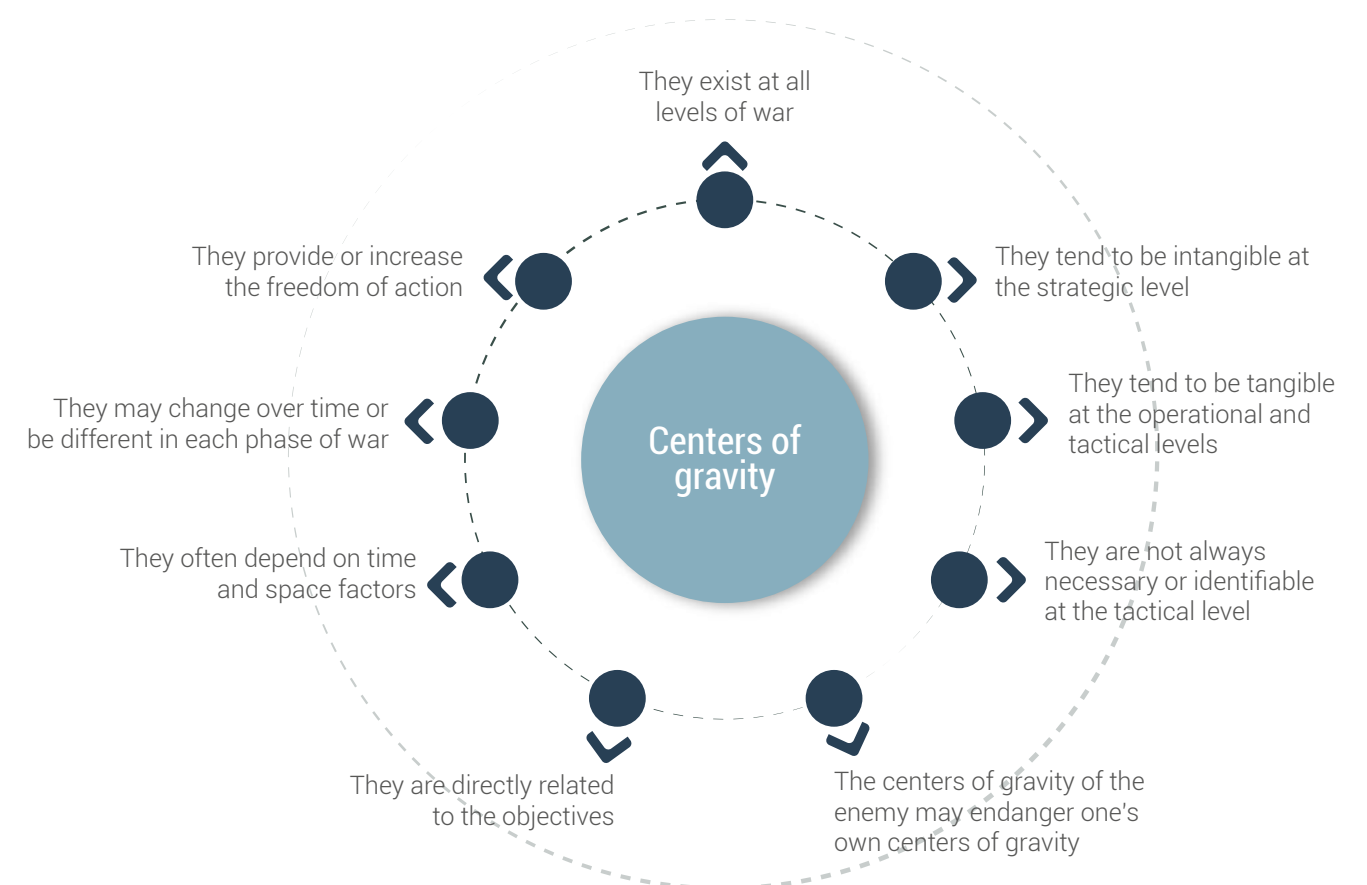 They exist at all
levels of war
They provide or increase
the freedom of action
They tend to be intangible at
the strategic level
They may change over time or
be different in each phase of war
They tend to be tangible
at the operational and
tactical levels
Centers of
gravity
They often depend on time
and space factors
They are not always
necessary or identifiable
at the tactical level
They are directly related
to the objectives
The centers of gravity of the
enemy may endanger one's
own centers of gravity